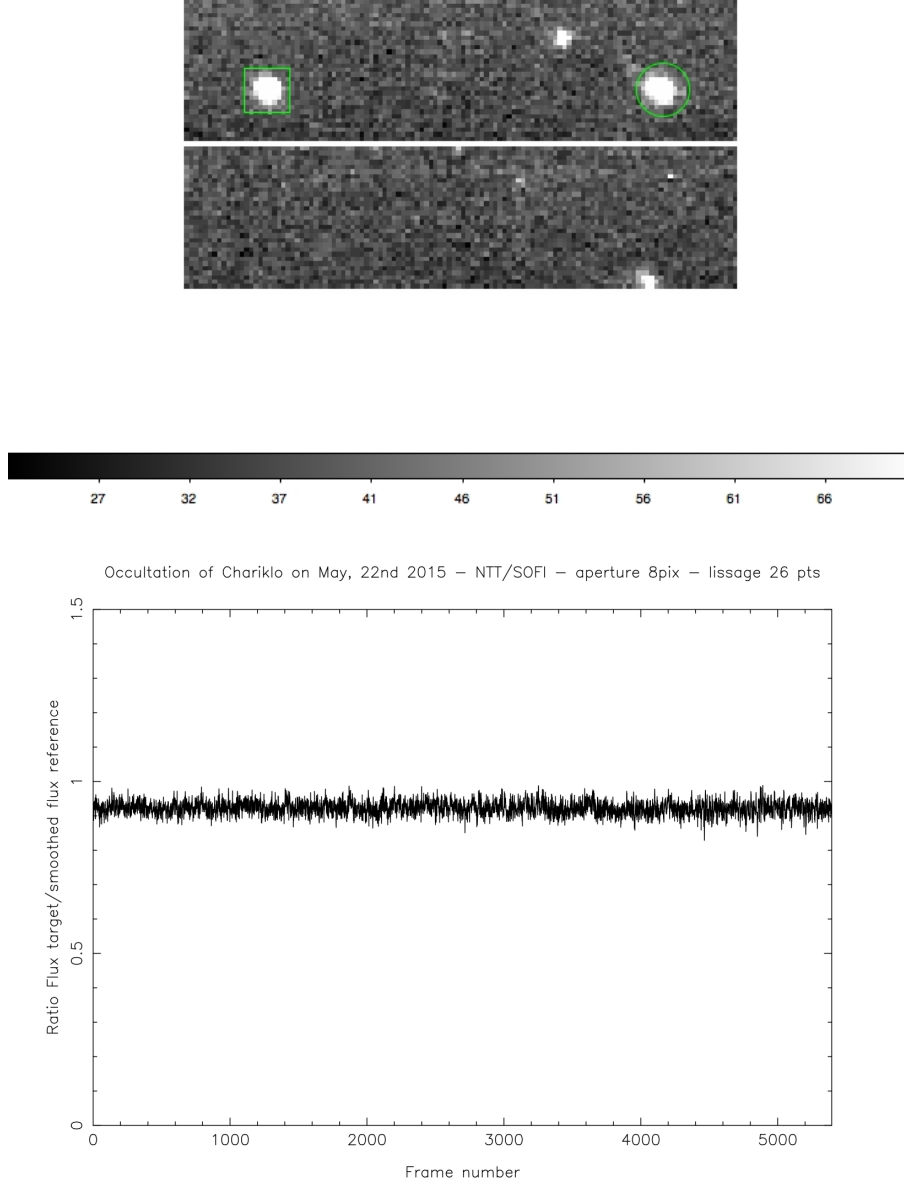 27 32 37 41 46 51 56 61 66
Occultation of Chariklo on May, 22nd 2015 – NTT/SOFI – aperture 8pix – lissage 26 pts
1.5
1
0.5
0
Ratio Flux target/smoothed flux reference
0 1000 2000 3000 4000 5000
Frame number